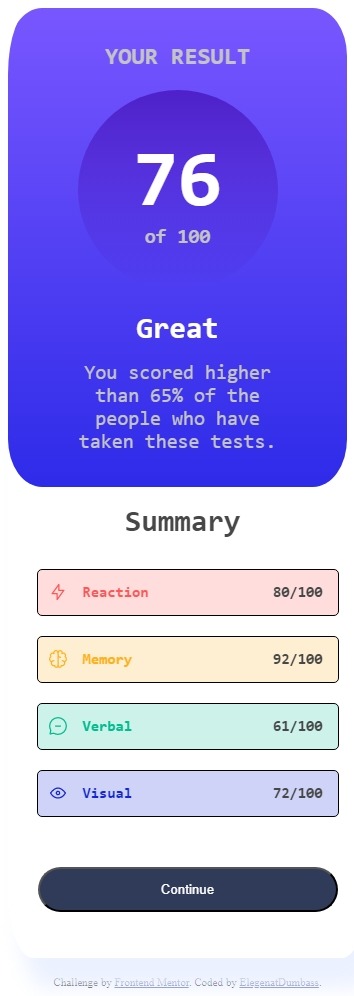 YOUR RESULT
76
of 100
Great
You scored higher
than 65% of the
people who have
taken these tests.
Summary
Reaction 80/100
Memory 92/100
Verbal 61/100
Visual 72/100
Continue
Challenge by Frontend Mentor. Coded by ElegenatDumbass.